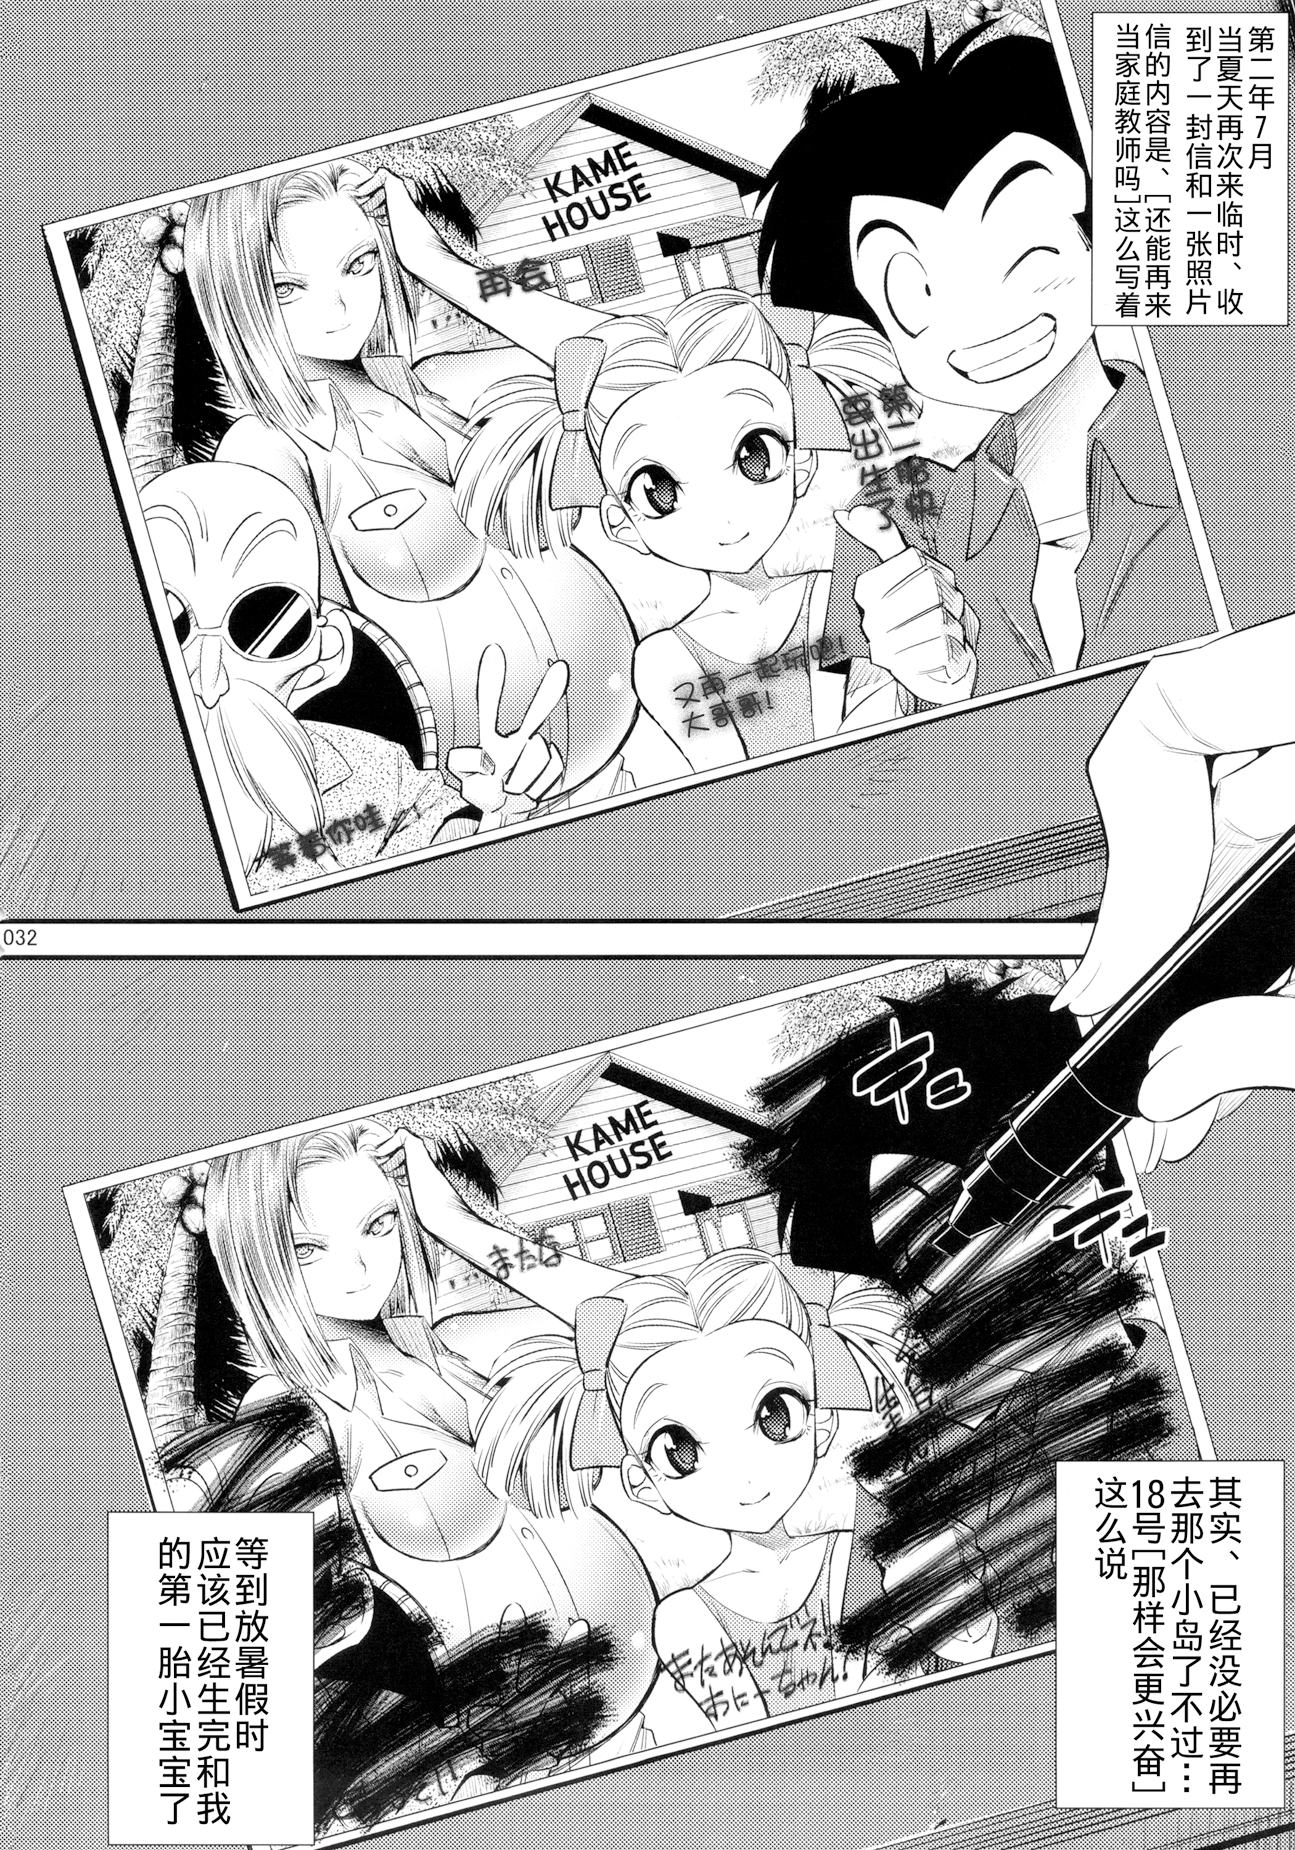 第二年7月
当夏天再次来临时、收
到了一封信和一张照片
信的内容是、[还能再来
当家庭教师吗]这么写着
KAME
HOUSE
再会
第二胎快
要出生了
又再一起玩吧!
大哥哥!
等着你哇
032
KAME
HOUSE
またな
またあそんでネ!
おにーちゃん!
其实、已经没必要再
去那个小岛了不过…
18号[那样会更兴奋]
这么说
等到放暑假时
应该已经生完和我
的第一胎小宝宝了